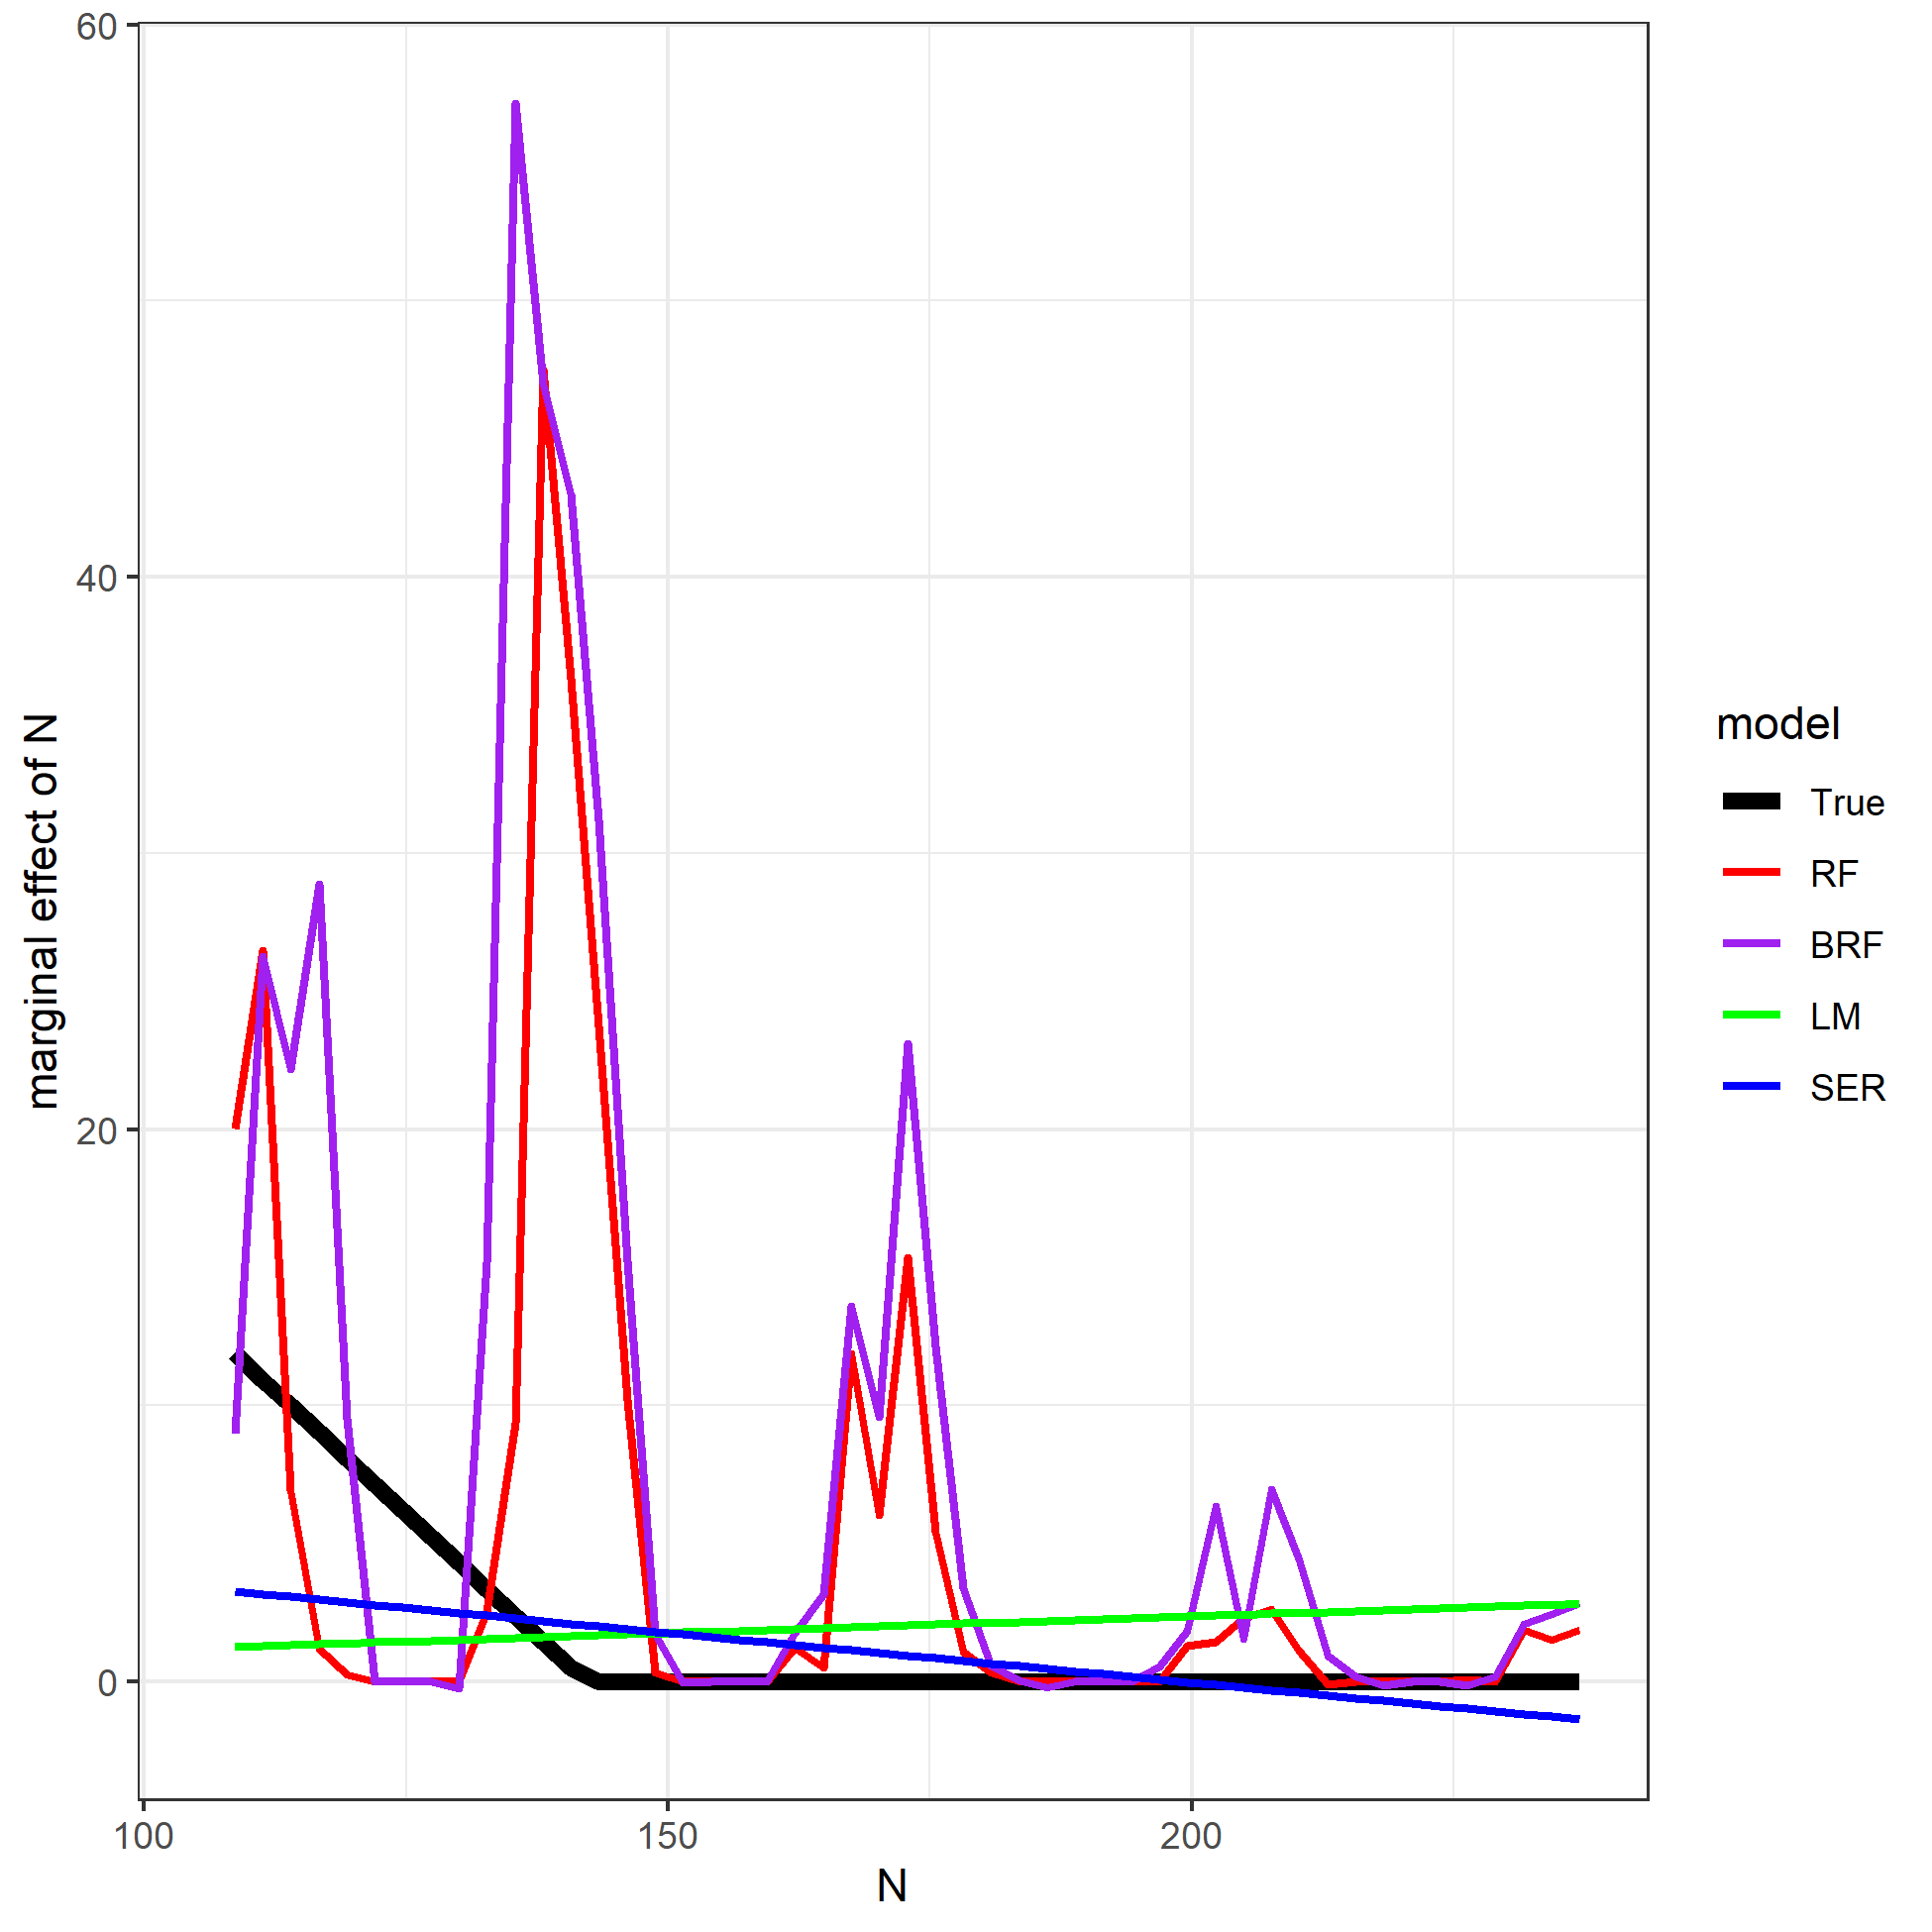 60
40
20
0
marginal effect of N
100
150
200
N
model
True
RF
BRF
LM
SER